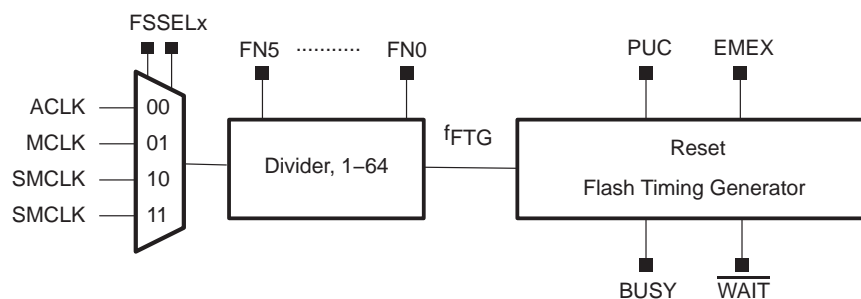 FSSELx
FN5 ........... FN0
PUC EMEX
ACLK 00
MCLK 01
SMCLK 10
SMCLK 11
Divider, 1–64
fFTG
Reset
Flash Timing Generator
BUSY WAIT